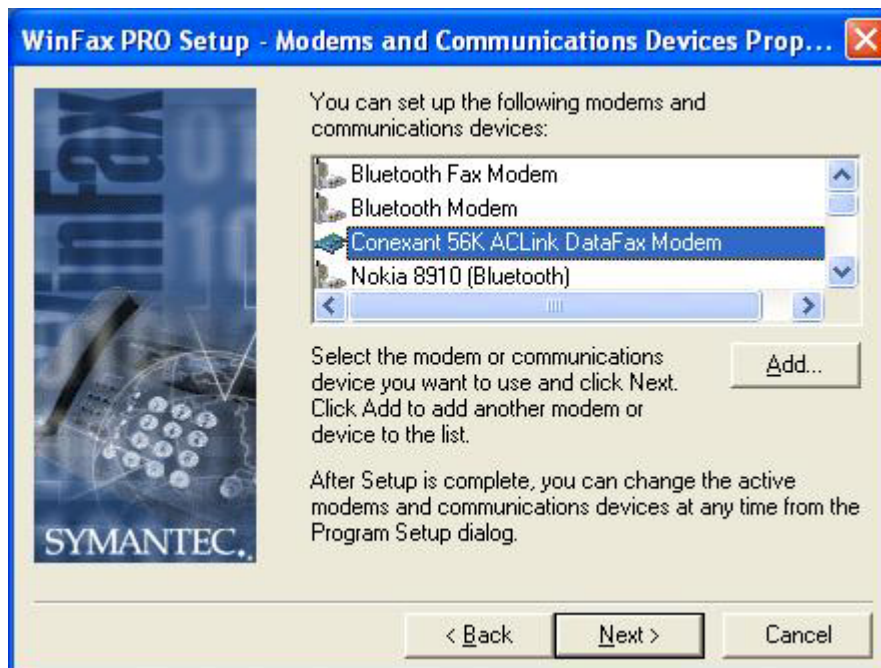 WinFax PRO Setup - Modems and Communications Devices Prop...
WinFax
You can set up the following modems and
communications devices:
Bluetooth Fax Modem
Bluetooth Modem
Conexant 56K ACLink DataFax Modem
Nokia 8910 (Bluetooth)
Select the modem or communications
device you want to use and click Next.
Click Add to add another modem or
device to the list.
Add...
After Setup is complete, you can change the active
modems and communications devices at any time from the
Program Setup dialog.
SYMANTEC.
< Back
Next >
Cancel